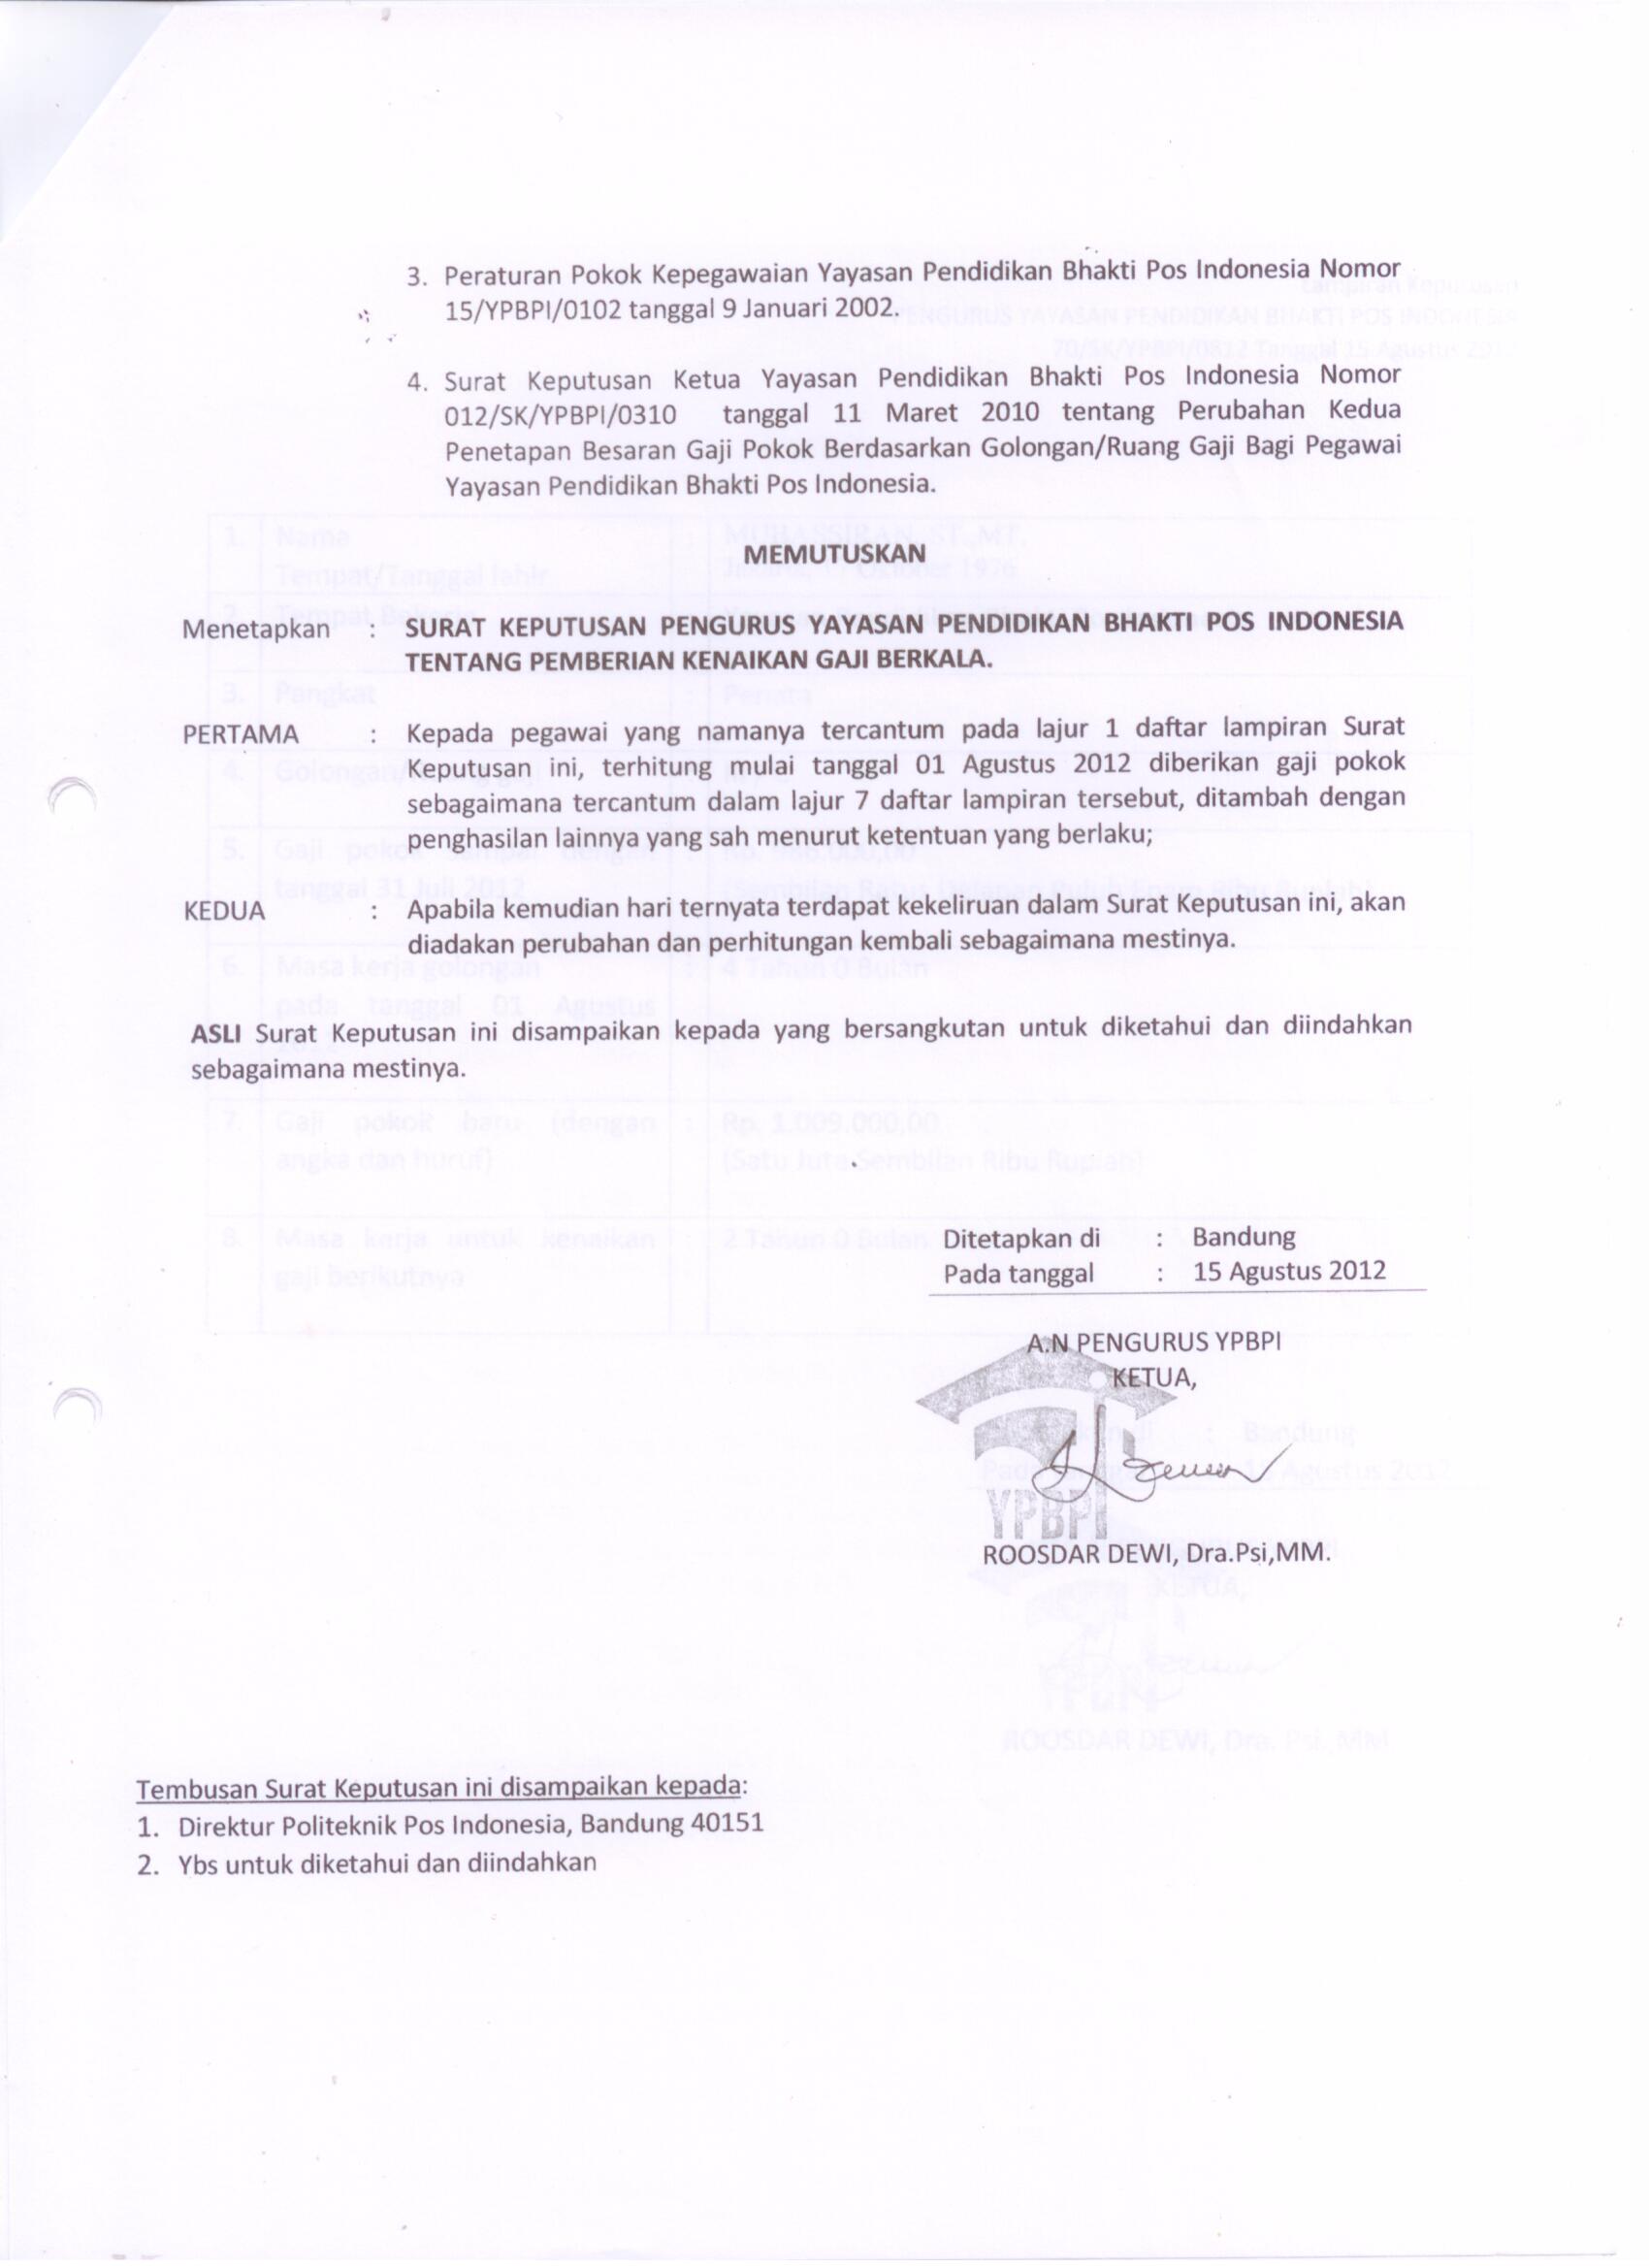 3. Peraturan Pokok Kepegawaian Yayasan Pendidikan Bhakti Pos Indonesia Nomor
15/YPBPI/0102 tanggal 9 Januari 2002.
4. Surat Keputusan Ketua Yayasan Pendidikan Bhakti Pos Indonesia Nomor
012/SK/YPBPI/0310 tanggal 11 Maret 2010 tentang Perubahan Kedua
Penetapan Besaran Gaji Pokok Berdasarkan Golongan/Ruang Gaji Bagi Pegawai
Yayasan Pendidikan Bhakti Pos Indonesia.
MEMUTUSKAN
Menetapkan : SURAT KEPUTUSAN PENGURUS YAYASAN PENDIDIKAN BHAKTI POS INDONESIA
TENTANG PEMBERIAN KENAIKAN GAJI BERKALA.
PERTAMA : Kepada pegawai yang namanya tercantum pada lajur 1 daftar lampiran Surat
Keputusan ini, terhitung mulai tanggal 01 Agustus 2012 diberikan gaji pokok
sebagaimana tercantum dalam lajur 7 daftar lampiran tersebut, ditambah dengan
penghasilan lainnya yang sah menurut ketentuan yang berlaku;
KEDUA : Apabila kemudian hari ternyata terdapat kekeliruan dalam Surat Keputusan ini, akan
diadakan perubahan dan perhitungan kembali sebagaimana mestinya.
ASLI Surat Keputusan ini disampaikan kepada yang bersangkutan untuk diketahui dan diindahkan
sebagaimana mestinya.
Ditetapkan di : Bandung
Pada tanggal : 15 Agustus 2012
A.N PENGURUS YPBPI
KETUA,
YPBPI
ROOSDAR DEWI, Dra.Psi,MM.
Tembusan Surat Keputusan ini disampaikan kepada:
1. Direktur Politeknik Pos Indonesia, Bandung 40151
2. Ybs untuk diketahui dan diindahkan